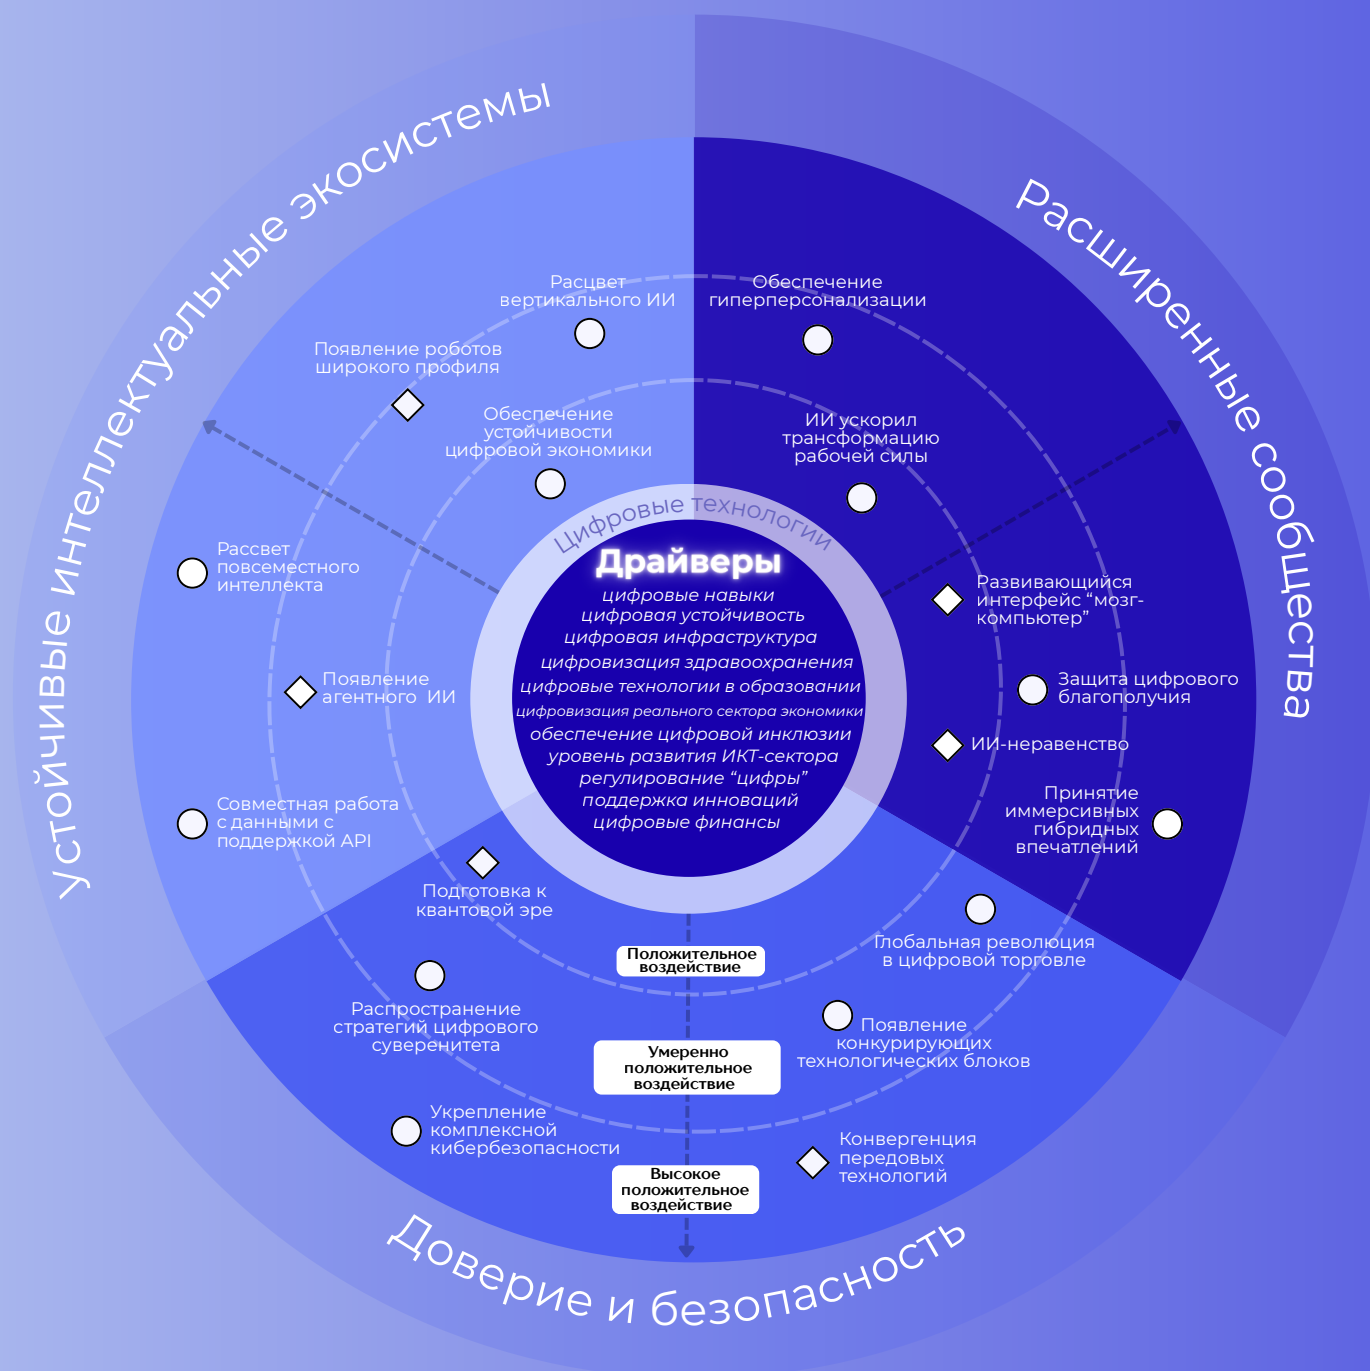 Устойчивые интеллектуальные экосистемы
Расширенные сообщества
Расцвет
вертикального ИИ
Обеспечение
гиперперсонализации
Появление роботов
широкого профиля
Обеспечение
устойчивости
цифровой экономики
ИИ ускорил
трансформацию
рабочей силы
Цифровые технологии
Драйверы
цифровые навыки
цифровая устойчивость
цифровая инфраструктура
цифровизация здравоохранения
цифровые технологии в образовании
цифровизация реального сектора экономики
обеспечение цифровой инклюзии
уровень развития ИКТ-сектора
регулирование “цифры”
поддержка инноваций
цифровые финансы
Рассвет
повсеместного
интеллекта
Появление
агентного ИИ
Совместная работа
с данными с
поддержкой API
Развивающийся
интерфейс “мозг-
компьютер”
Защита цифрового
благополучия
ИИ-неравенство
Принятие
иммерсивных
гибридных
впечатлений
Подготовка к
квантовой эре
Распространение
стратегий цифрового
суверенитета
Укрепление
комплексной
кибербезопасности
Положительное
воздействие
Умеренно
положительное
воздействие
Высокое
положительное
воздействие
Глобальная революция
в цифровой торговле
Появление
конкурирующих
технологических блоков
Конвергенция
передовых
технологий
Доверие и безопасность